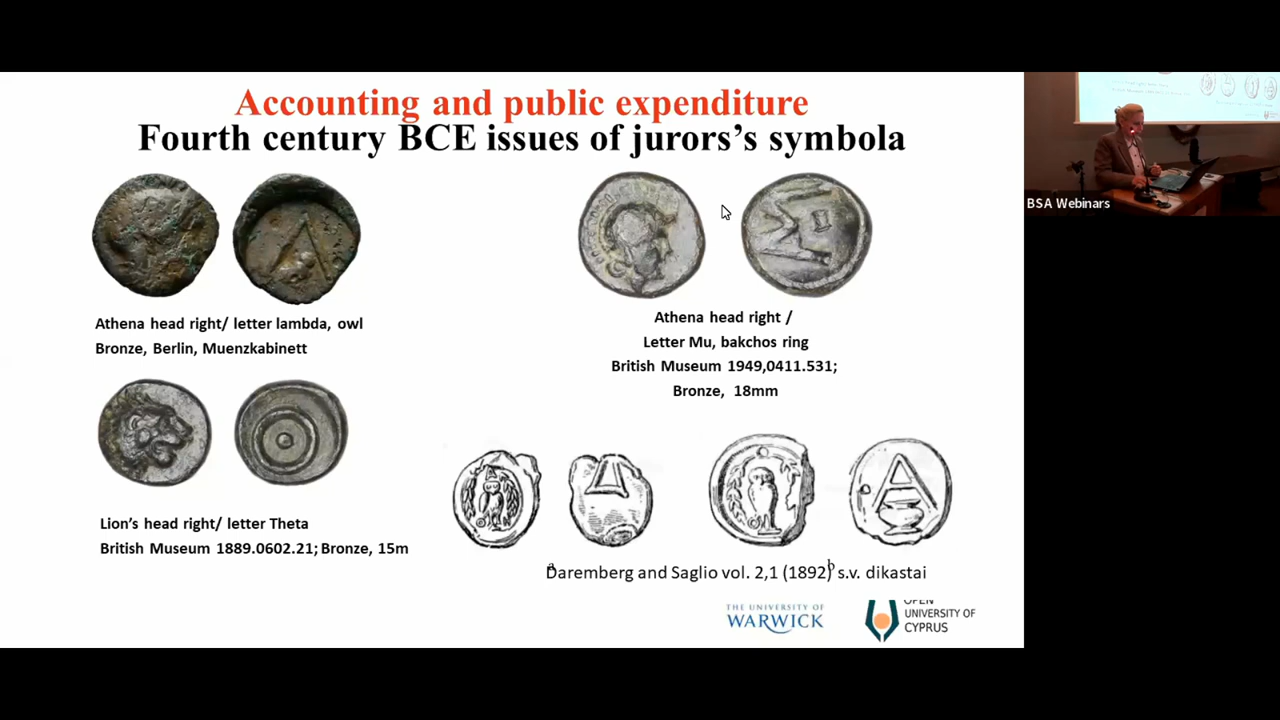 Accounting and public expenditure
Fourth century BCE issues of jurors's symbola
Athena head right/ letter lambda, owl
Bronze, Berlin, Muenzkabinett
Athena head right /
Letter Mu, bakchos ring
British Museum 1949,0411.531;
Bronze, 18mm
Lion's head right/ letter Theta
British Museum 1889.0602.21; Bronze, 15m
a
b
Daremberg and Saglio vol. 2,1 (1892) s.v. dikastai
THE UNIVERSITY OF
WARWICK
OPEN
UNIVERSITY OF
CYPRUS
BSA Webinars